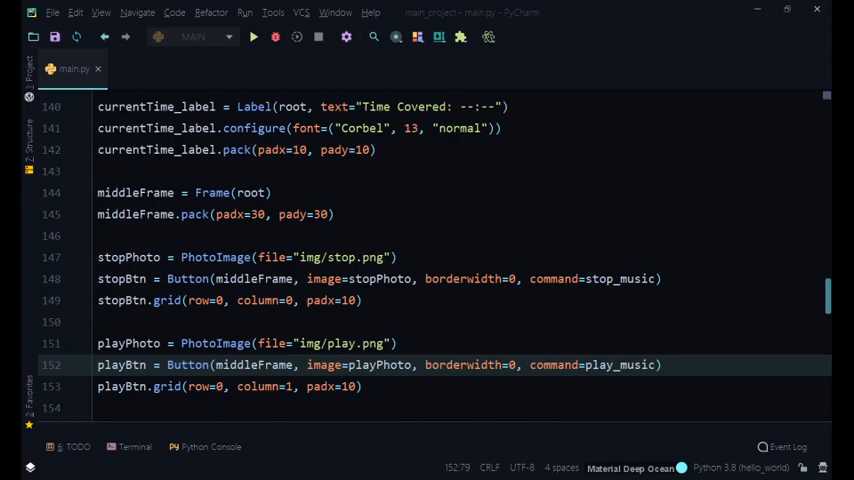 File Edit View Navigate Code Refactor Run Tools VCS Window Help main_project - main.py - PyCharm
MAIN
main.py
1: Project
7: Structure
2: Favorites
140 currentTime_label = Label(root, text="Time Covered: --:--")
141 currentTime_label.configure(font=("Corbel", 13, "normal"))
142 currentTime_label.pack(padx=10, pady=10)
143
144 middleFrame = Frame(root)
145 middleFrame.pack(padx=30, pady=30)
146
147 stopPhoto = PhotoImage(file="img/stop.png")
148 stopBtn = Button(middleFrame, image=stopPhoto, borderwidth=0, command=stop_music)
149 stopBtn.grid(row=0, column=0, padx=10)
150
151 playPhoto = PhotoImage(file="img/play.png")
152 playBtn = Button(middleFrame, image=playPhoto, borderwidth=0, command=play_music)
153 playBtn.grid(row=0, column=1, padx=10)
154
6: TODO Terminal Python Console Event Log
152:79 CRLF UTF-8 4 spaces Material Deep Ocean Python 3.8 (hello_world)